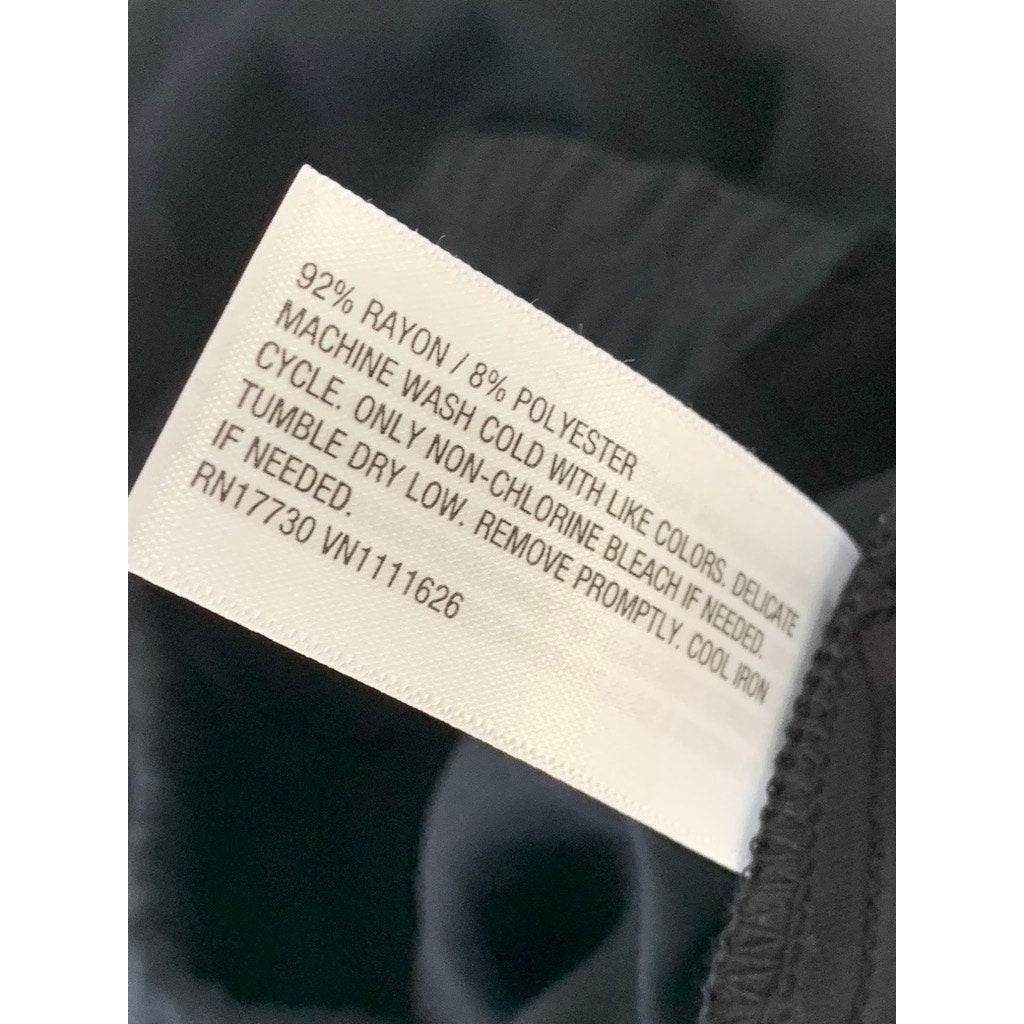 92% RAYON / 8% POLYESTER
MACHINE WASH COLD WITH LIKE COLORS. DELICATE
CYCLE. ONLY NON-CHLORINE BLEACH IF NEEDED.
TUMBLE DRY LOW. REMOVE PROMPTLY. COOL IRON
IF NEEDED.
RN17730 VN1111626